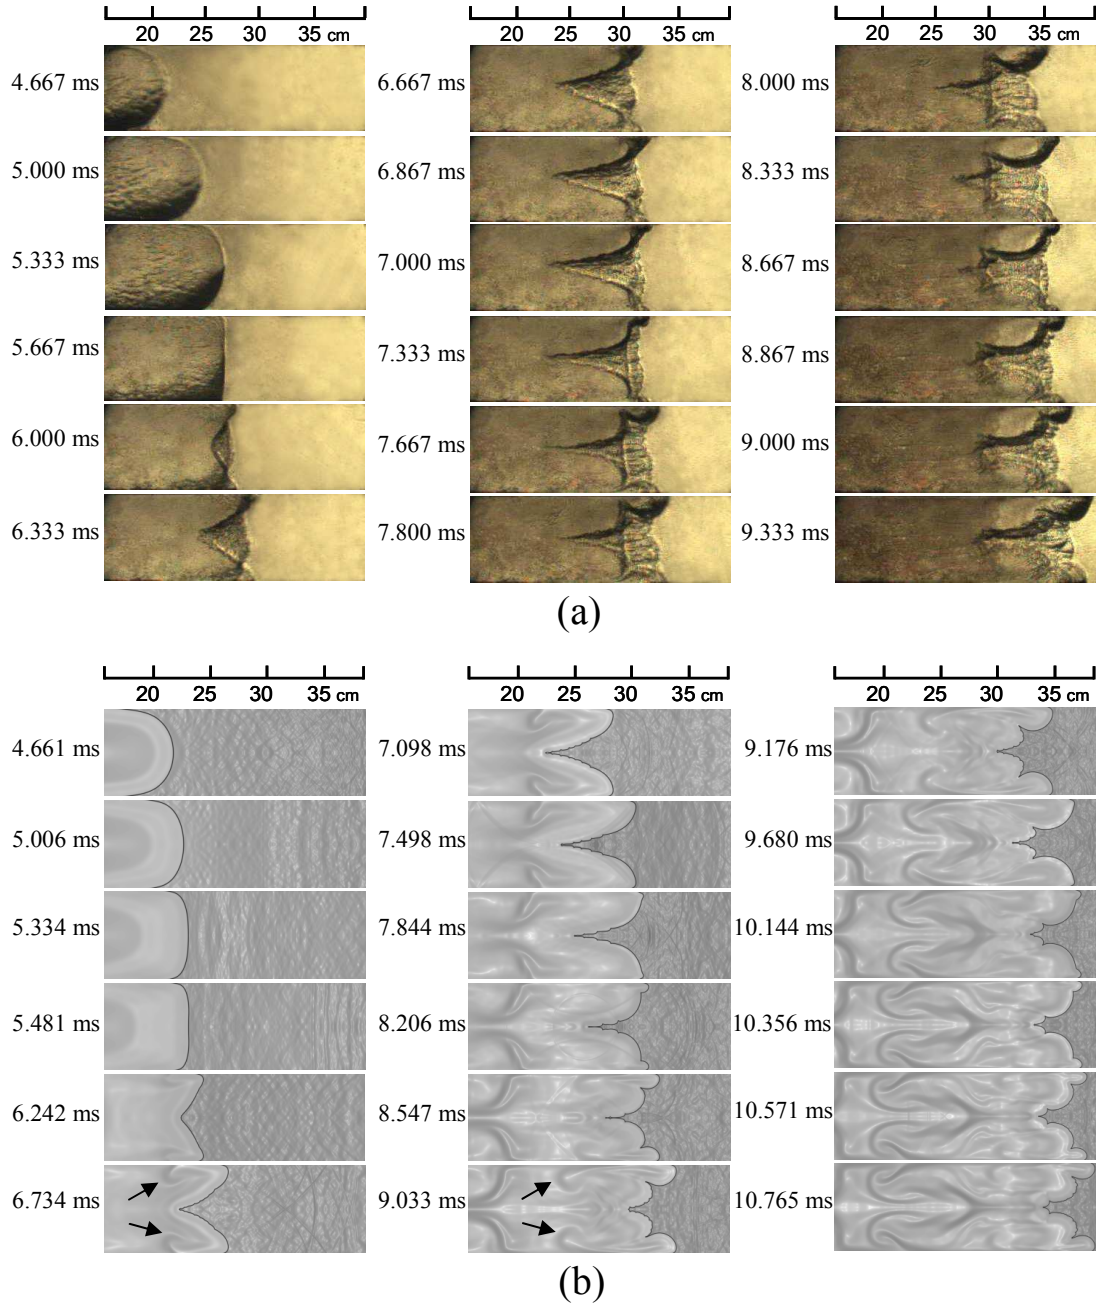 20 25 30 35 cm
20 25 30 35 cm
20 25 30 35 cm
4.667 ms
5.000 ms
5.333 ms
5.667 ms
6.000 ms
6.333 ms
6.667 ms
6.867 ms
7.000 ms
7.333 ms
7.667 ms
7.800 ms
8.000 ms
8.333 ms
8.667 ms
8.867 ms
9.000 ms
9.333 ms
(a)
20 25 30 35 cm
20 25 30 35 cm
20 25 30 35 cm
4.661 ms
5.006 ms
5.334 ms
5.481 ms
6.242 ms
6.734 ms
7.098 ms
7.498 ms
7.844 ms
8.206 ms
8.547 ms
9.033 ms
9.176 ms
9.680 ms
10.144 ms
10.356 ms
10.571 ms
10.765 ms
(b)